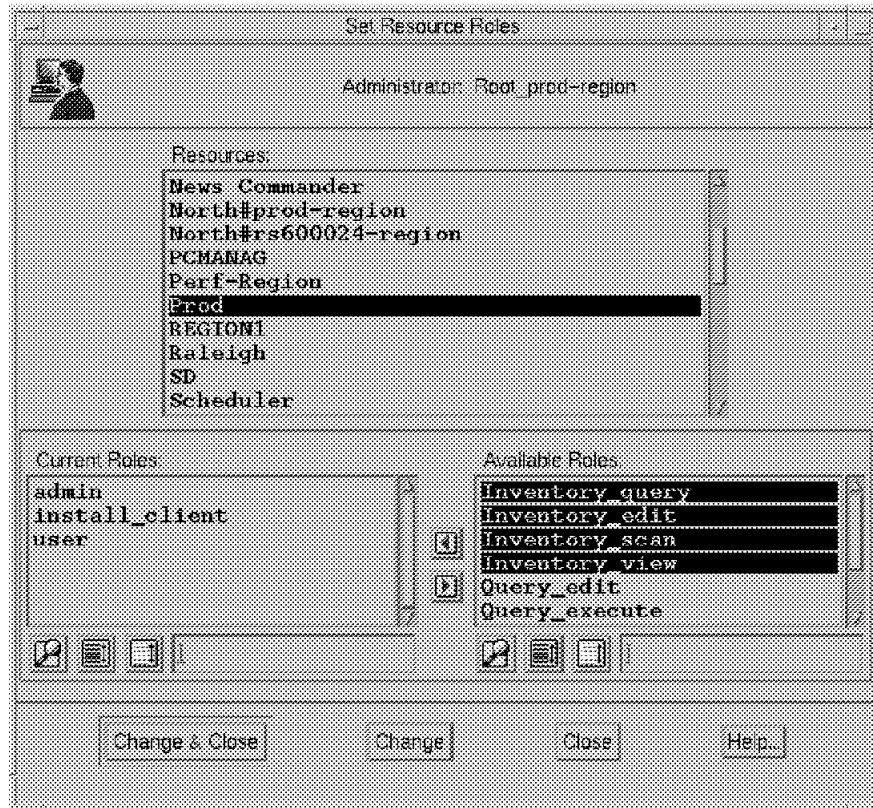 Set Resource Roles
Administrator: Root_prod-region
Resources:
News Commander
North#prod-region
North#rs600024-region
PCMANAG
Perf-Region
Prod
REGION1
Raleigh
SD
Scheduler
Current Roles:
admin
install_client
user
Available Roles:
Inventory_query
Inventory_edit
Inventory_scan
Inventory_view
Query_edit
Query_execute
Change & Close
Change
Close
Help...